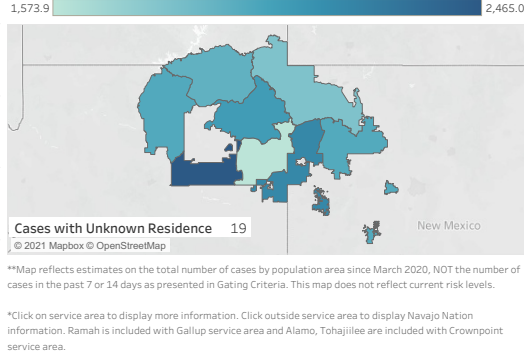 1,573.9
2,465.0
Cases with Unknown Residence 19
New Mexico
© 2021 Mapbox © OpenStreetMap
**Map reflects estimates on the total number of cases by population area since March 2020, NOT the number of
cases in the past 7 or 14 days as presented in Gating Criteria. This map does not reflect current risk levels.
*Click on service area to display more information. Click outside service area to display Navajo Nation
information. Ramah is included with Gallup service area and Alamo, Tohajiilee are included with Crownpoint
service area.